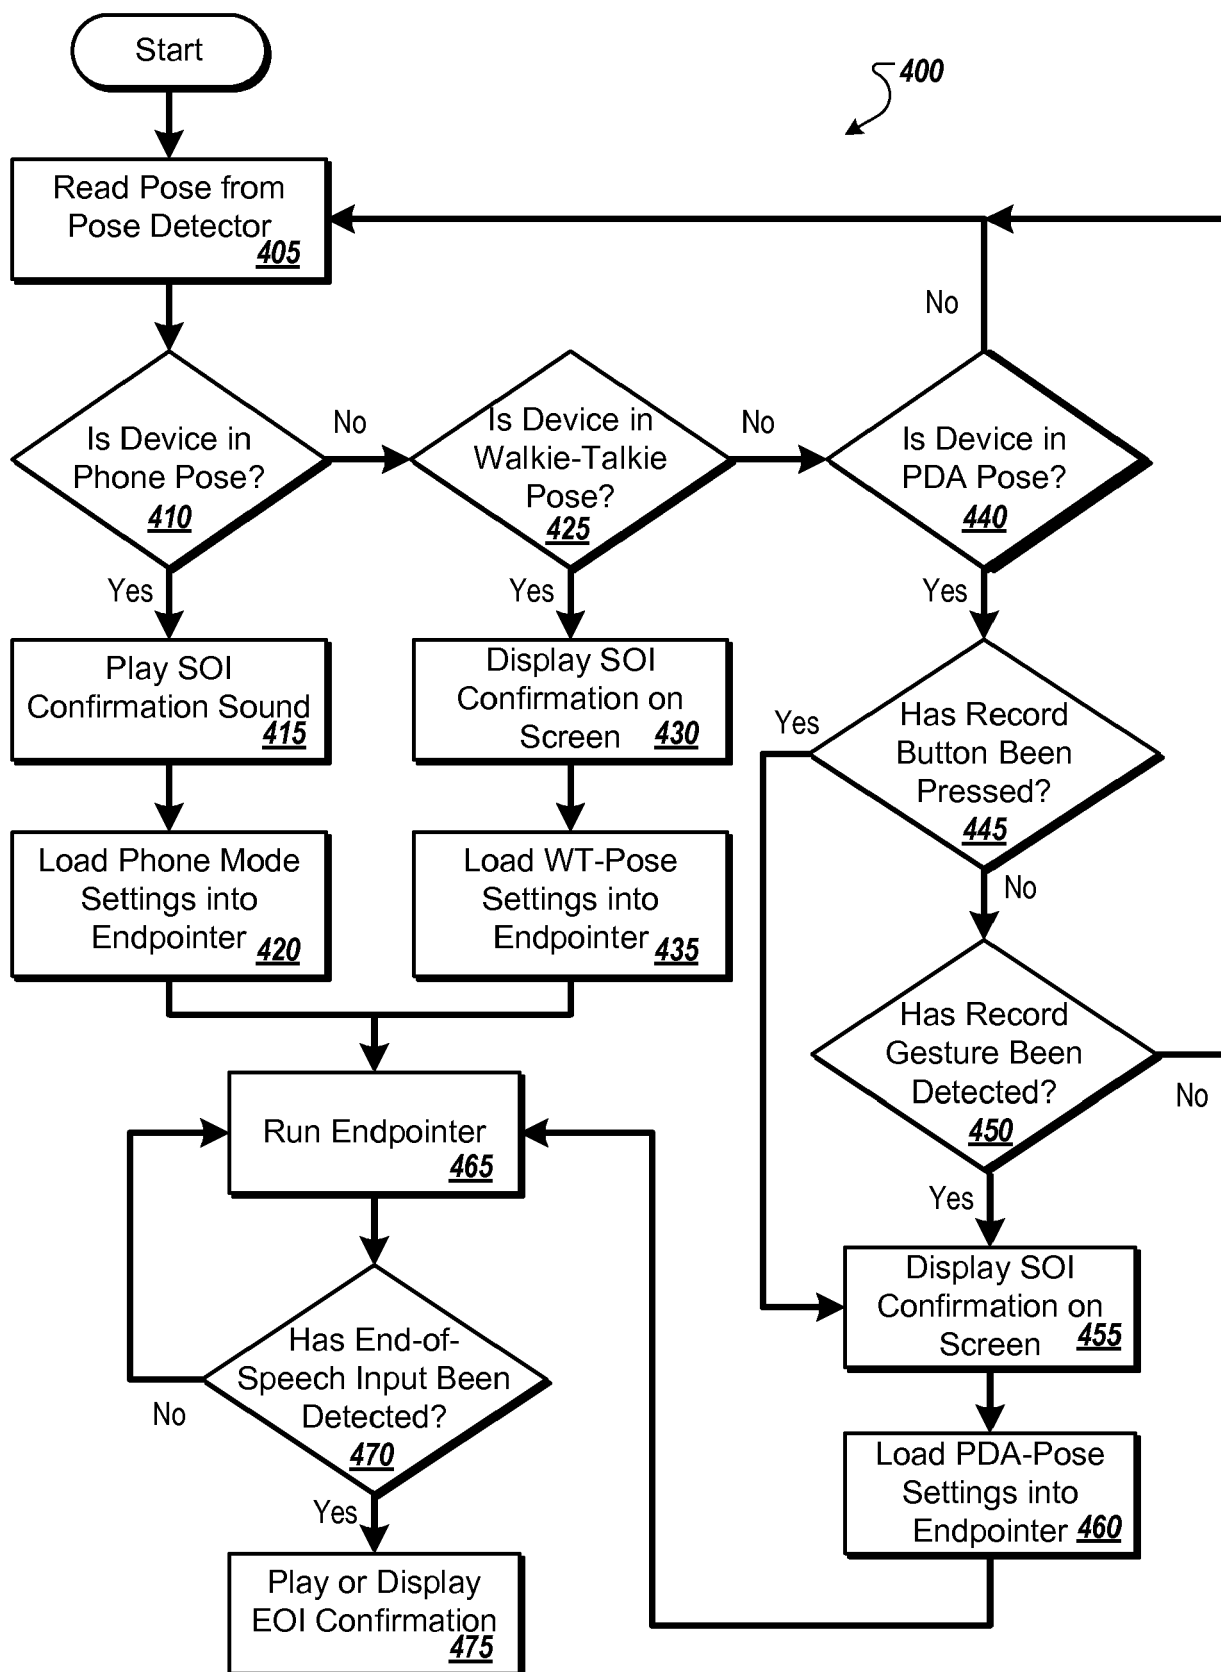 Start
400
Read Pose from
Pose Detector
405
No
Is Device in
Phone Pose?
410
No
Is Device in
Walkie-Talkie
Pose?
425
No
Is Device in
PDA Pose?
440
Yes
Yes
Yes
Play SOI
Confirmation Sound
415
Display SOI
Confirmation on
Screen 430
Yes
Has Record
Button Been
Pressed?
445
No
Load Phone Mode
Settings into
Endpointer 420
Load WT-Pose
Settings into
Endpointer 435
Has Record
Gesture Been
Detected?
450
No
Yes
Run Endpointer
465
Display SOI
Confirmation on
Screen 455
Has End-of-
Speech Input Been
Detected?
470
No
Yes
Load PDA-Pose
Settings into
Endpointer 460
Play or Display
EOI Confirmation
475